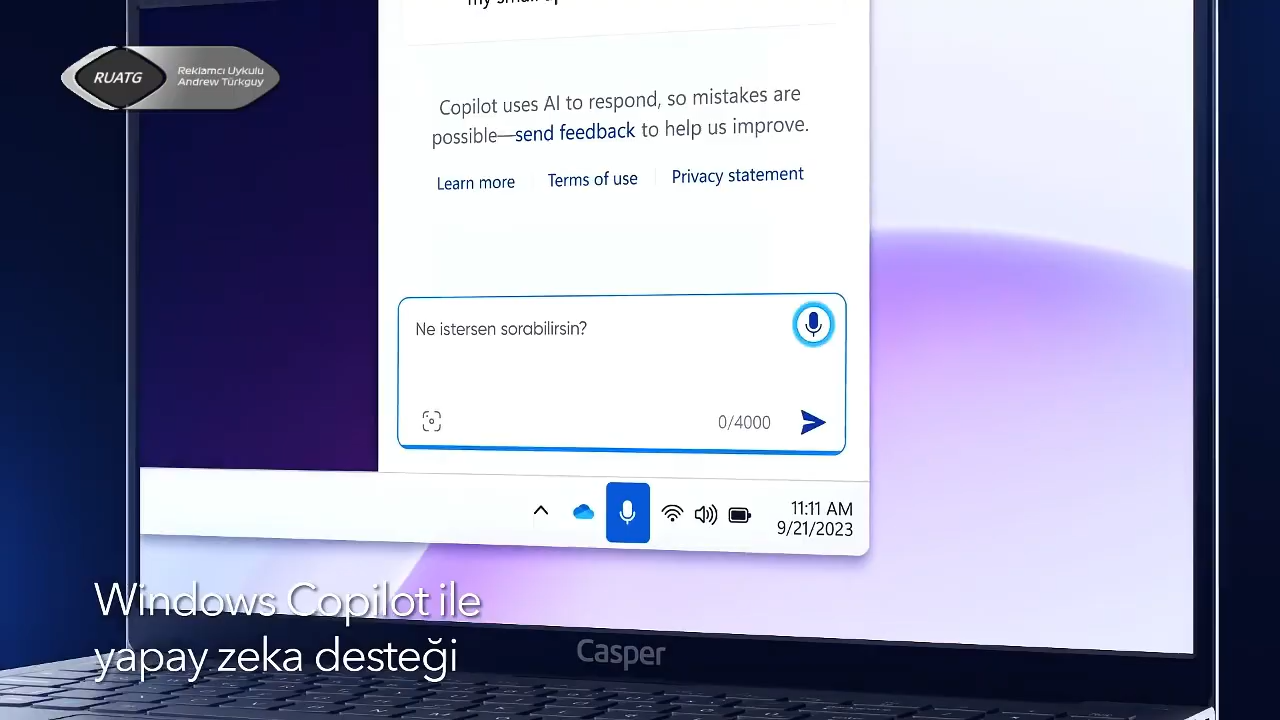 RUATG
Reklamcı Uykulu
Andrew Türkguy
Copilot uses AI to respond, so mistakes are
possible—send feedback to help us improve.
Learn more
Terms of use
Privacy statement
Ne istersen sorabilirsin?
0/4000
11:11 AM
9/21/2023
Windows Copilot ile
yapay zeka desteği
Casper